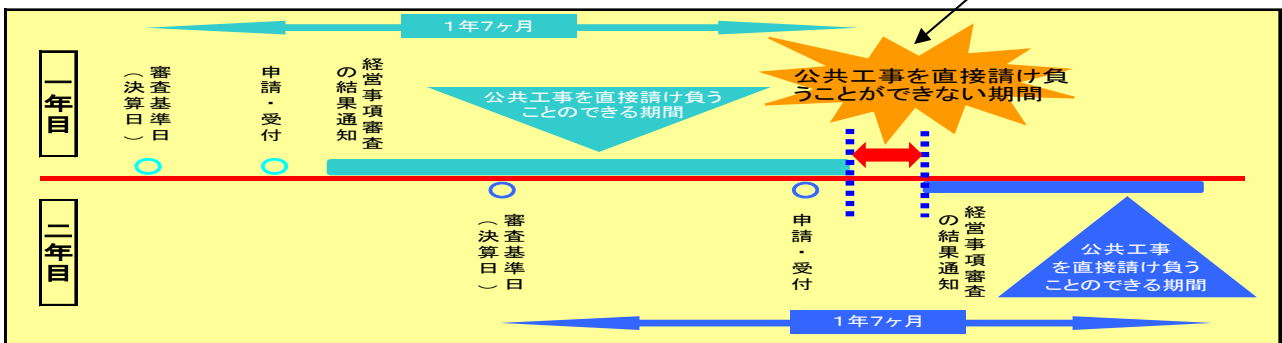 1年7ヶ月
一年目
審査基準日
（決算日）
申請・受付
経営事項審査
の結果通知
公共工事を直接請け負う
ことのできる期間
公共工事を直接請け負
うことができない期間
二年目
審査基準日
（決算日）
申請・受付
経営事項審査
の結果通知
公共工事
を直接請け負う
ことのできる期間
1年7ヶ月